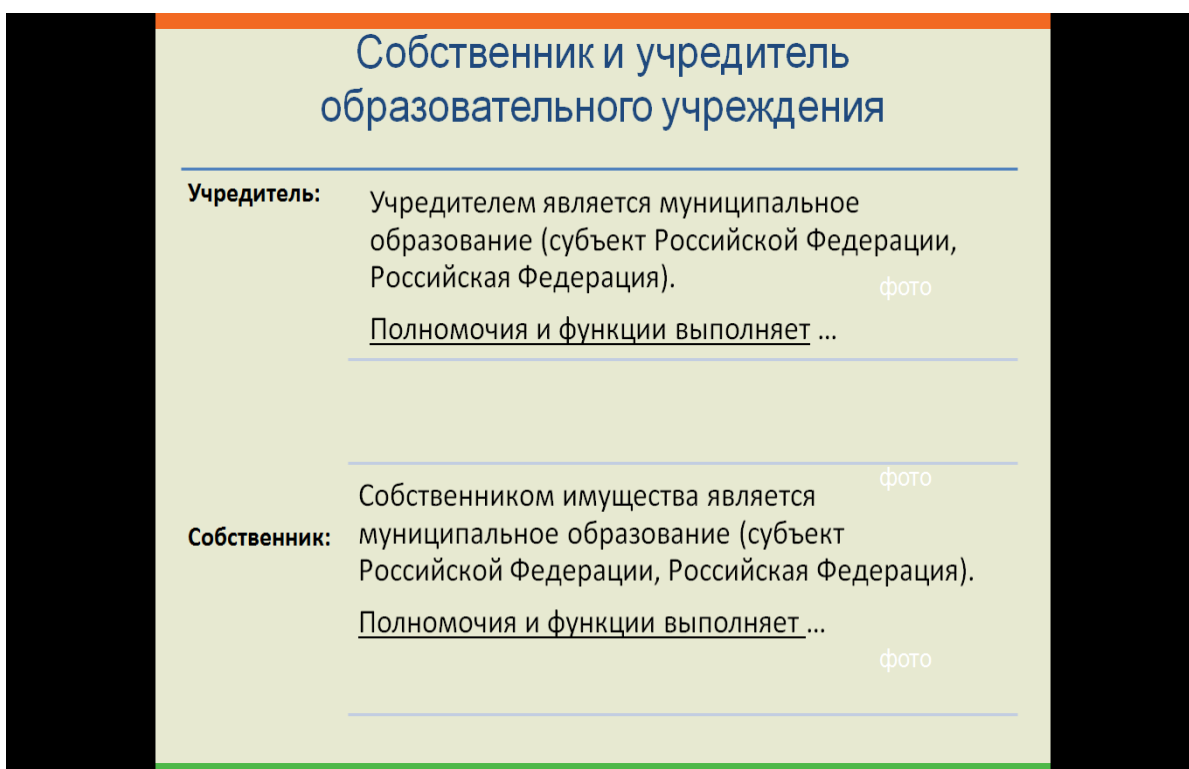 Собственник и учредитель
образовательного учреждения
Учредитель:
Учредителем является муниципальное
образование (субъект Российской Федерации,
Российская Федерация).
фото
Полномочия и функции выполняет ...
фото
Собственник:
Собственником имущества является
муниципальное образование (субъект
Российской Федерации, Российская Федерация).
Полномочия и функции выполняет ...
фото